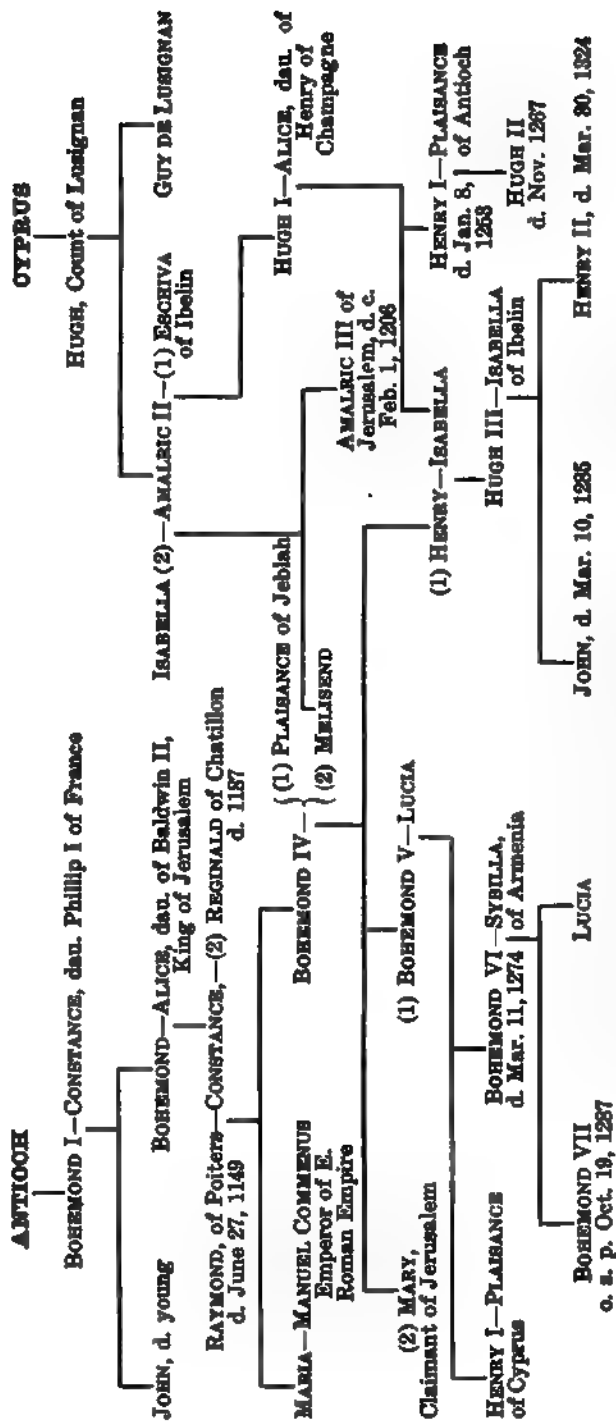 ANTIOCH
BOHEMOND I—CONSTANCE, dau. Phillip I of France
JOHN, d. young
BOHEMOND—ALICE, dau. of Baldwin II,
King of Jerusalem
RAYMOND, of Poiters—CONSTANCE,—(2) REGINALD of Chatillon
d. June 27, 1149
d. 1187
MARIA—MANUEL COMMENUS
Emperor of E.
Roman Empire
BOHEMOND IV—
(1) PLAISANCE of Jeblah
(2) MELISEND
(2) MARY,
Claimant of Jerusalem
(1) BOHEMOND V—LUCIA
(1) HENRY—ISABELLA
HENRY I—PLAISANCE
of Cyprus
BOHEMOND VI—SYBILLA,
d. Mar. 11, 1274
of Armenia
BOHEMOND VII
o. s. p. Oct. 19, 1287
LUCIA
CYPRUS
HUGH, Count of Lusignan
ISABELLA (2)—AMALRIC II—(1) ESCHIVA
of Ibelin
GUY DE LUSIGNAN
AMALRIC III of
Jerusalem, d. c.
Feb. 1, 1206
HUGH I—ALICE, dau. of
Henry of
Champagne
HENRY I—PLAISANCE
d. Jan. 8,
of Antioch
1253
HUGH II
d. Nov. 1267
HUGH III—ISABELLA
of Ibelin
JOHN, d. Mar. 10, 1285
HENRY II, d. Mar. 30, 1324